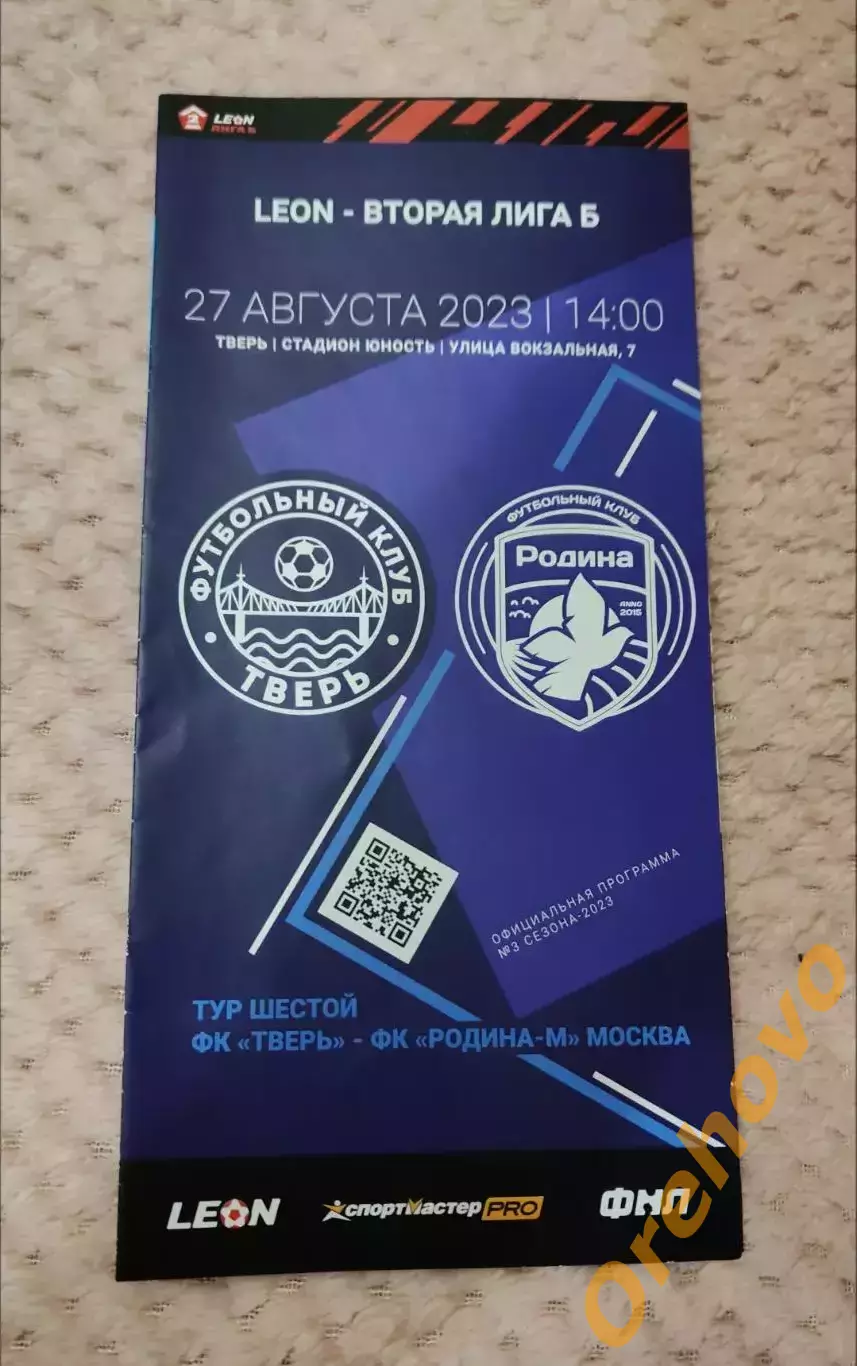 LEON
ЛИГА Б
LEON - ВТОРАЯ ЛИГА Б
27 АВГУСТА 2023 | 14:00
ТВЕРЬ | СТАДИОН ЮНОСТЬ | УЛИЦА ВОКЗАЛЬНАЯ, 7
ФУТБОЛЬНЫЙ КЛУБ
• ТВЕРЬ •
ФУТБОЛЬНЫЙ КЛУБ
РОДИНА
ANNO
2015
ОФИЦИАЛЬНАЯ ПРОГРАММА
№3 СЕЗОНА-2023
ТУР ШЕСТОЙ
ФК «ТВЕРЬ» - ФК «РОДИНА-М» МОСКВА
LEON
СПОРТМАСТЕР PRO
ФНЛ
orehovo